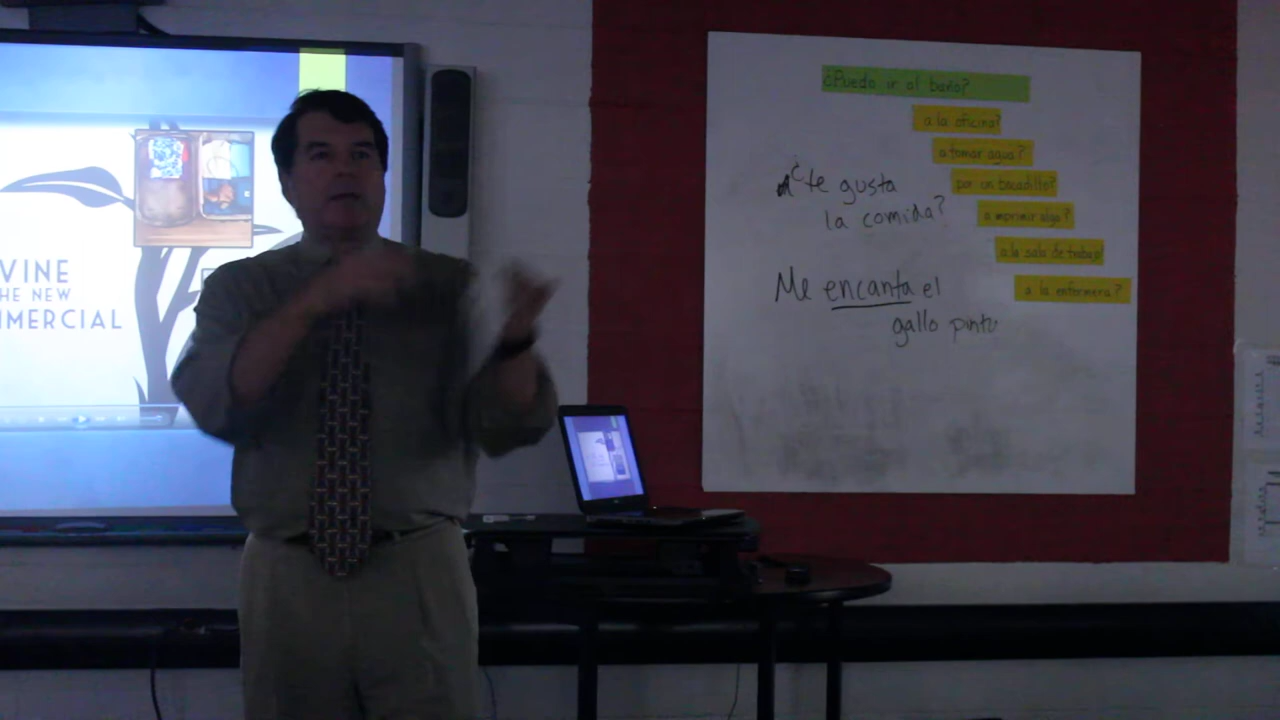 VINE
HE NEW
MMERCIAL
¿Puedo ir al baño?
a la oficina?
a tomar agua?
por un bocadillo?
a imprimir algo?
a la sala de trabajo?
a la enfermera?
¿te gusta
la comida?
Me encanta el
gallo pinto